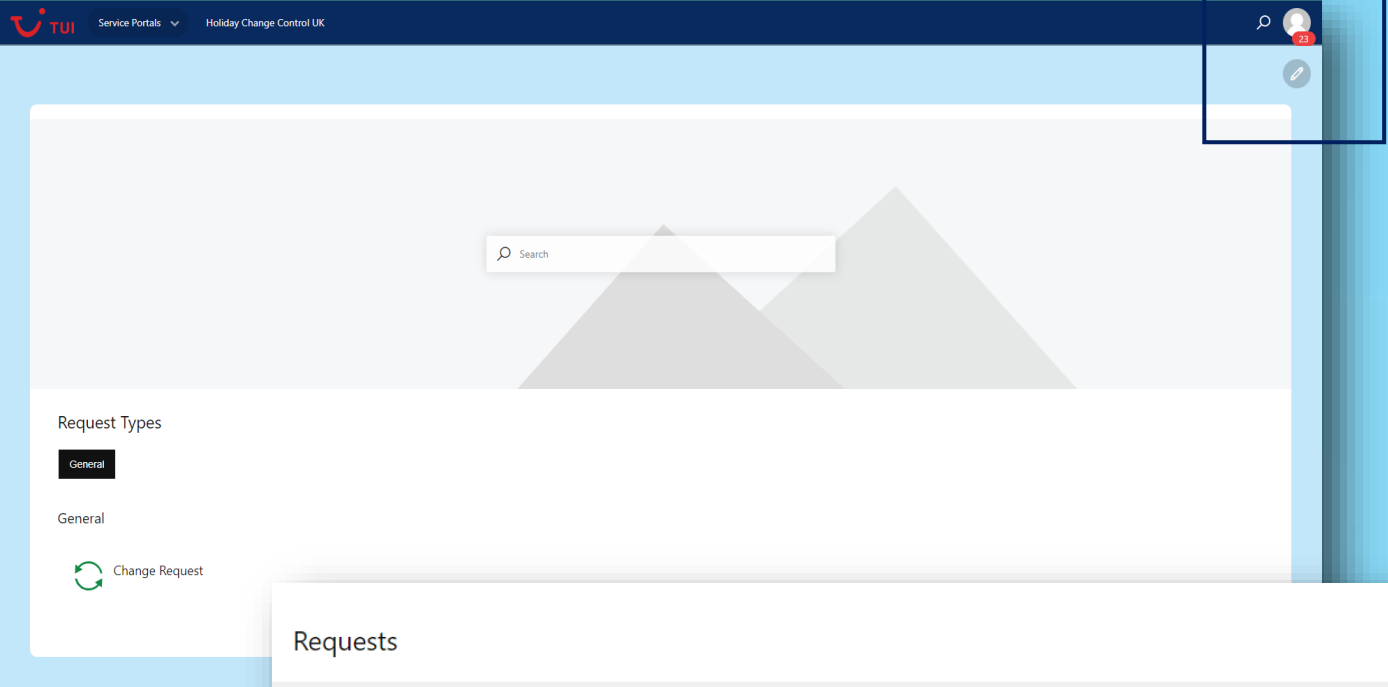 TUI Service Portals Holiday Change Control UK
23
Search
Request Types
General
General
Change Request
Requests